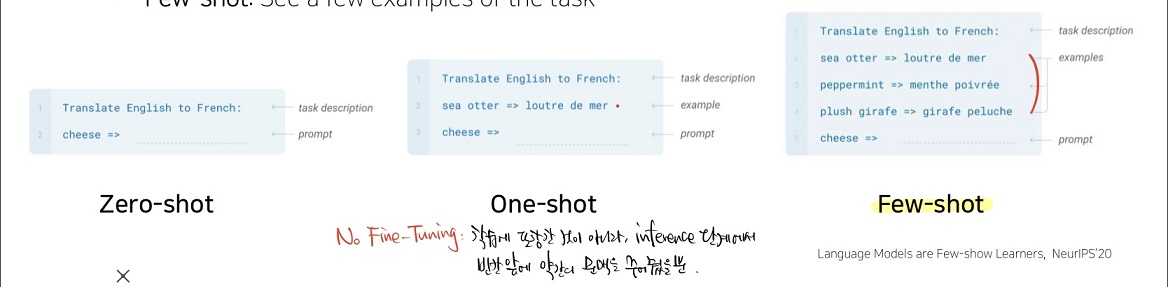 Few-shot: See a few examples of the task
1 Translate English to French: task description
2 cheese => prompt
Zero-shot
1 Translate English to French: task description
2 sea otter => loutre de mer example
3 cheese => prompt
One-shot
1 Translate English to French: task description
2 sea otter => loutre de mer examples
3 peppermint => menthe poivrée
4 plush girafe => girafe peluche
5 cheese => prompt
Few-shot
No Fine-Tuning: 학습에 포함한 것이 아니라, inference 단계에서
앞에 약간의 문맥을 주어줬을 뿐.
Language Models are Few-show Learners, NeurIPS'20